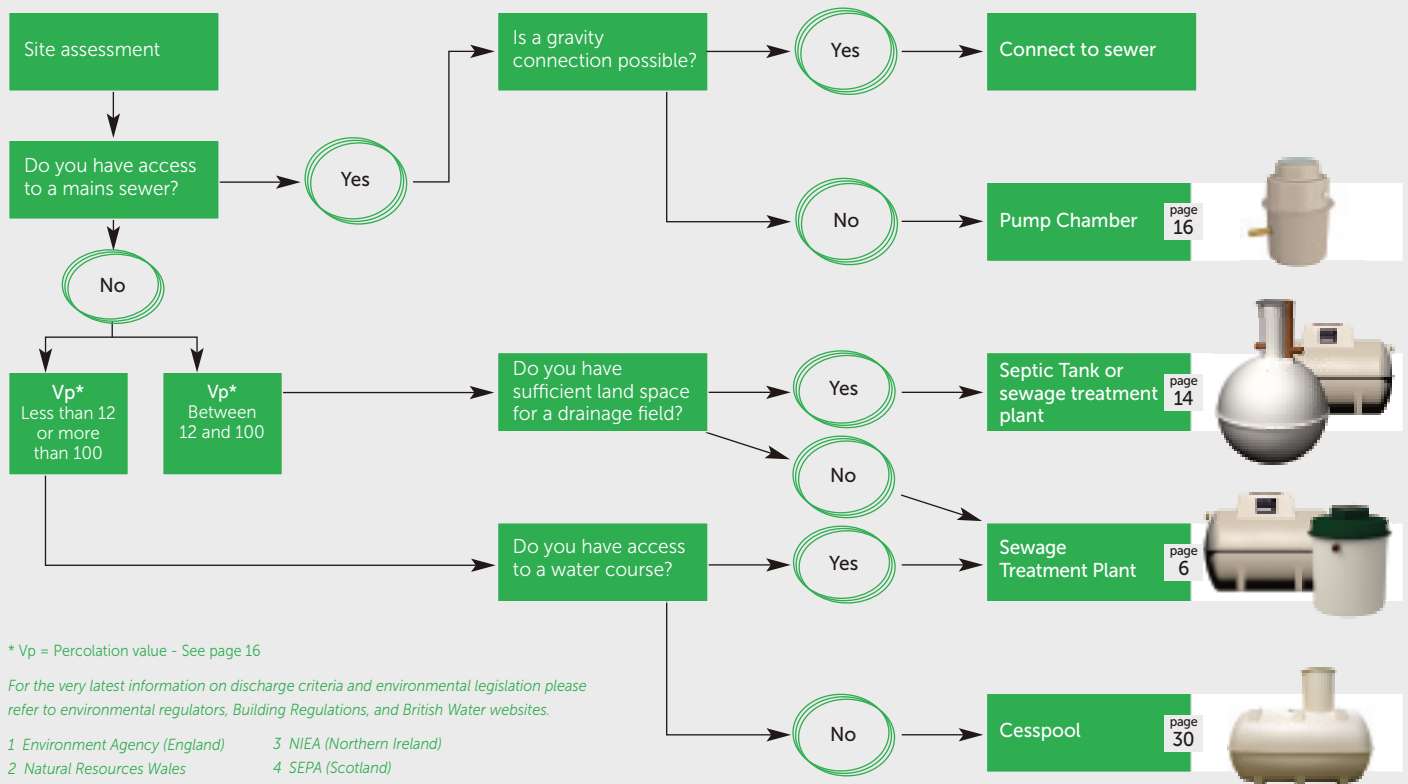 Site assessment
Is a gravity
connection possible?
Yes
Connect to sewer
Do you have access
to a mains sewer?
Yes
No
Pump Chamber
page
16
No
Vp*
Less than 12
or more
than 100
Vp*
Between
12 and 100
Do you have
sufficient land space
for a drainage field?
Yes
Septic Tank or
sewage treatment
plant
page
14
No
Do you have access
to a water course?
Yes
Sewage
Treatment Plant
page
6
No
Cesspool
page
30
* Vp = Percolation value - See page 16
For the very latest information on discharge criteria and environmental legislation please
refer to environmental regulators, Building Regulations, and British Water websites.
1 Environment Agency (England)
2 Natural Resources Wales
3 NIEA (Northern Ireland)
4 SEPA (Scotland)